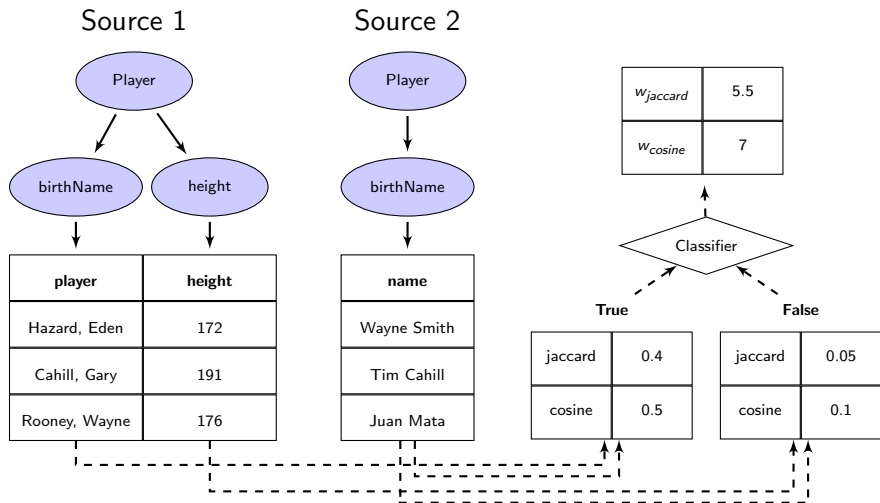 Source 1
Source 2
Player
Player
birthName
height
birthName
player
height
Hazard, Eden
172
Cahill, Gary
191
Rooney, Wayne
176
name
Wayne Smith
Tim Cahill
Juan Mata
w_jaccard
5.5
w_cosine
7
Classifier
True
False
jaccard
0.4
cosine
0.5
jaccard
0.05
cosine
0.1